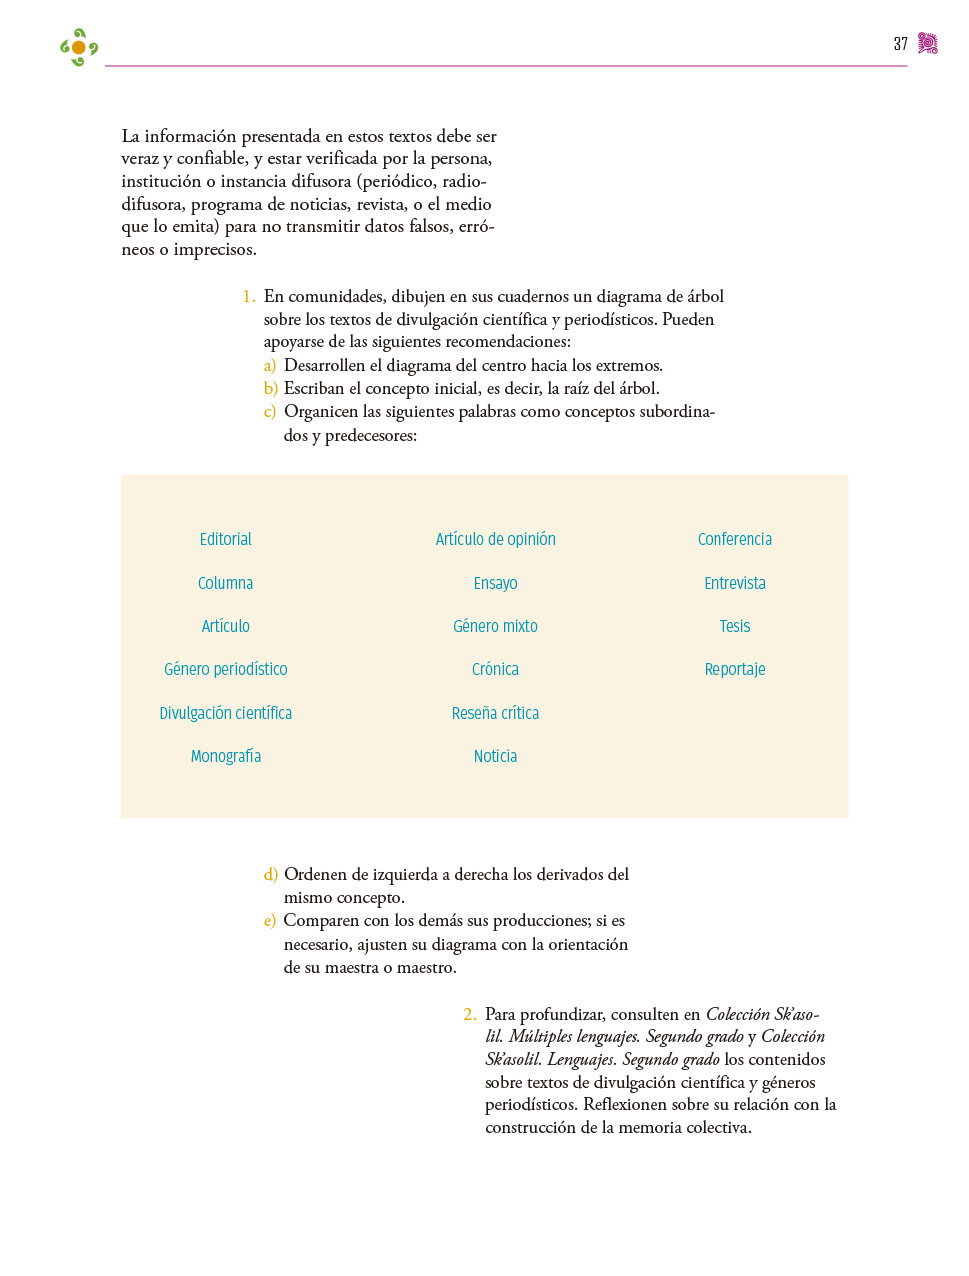 37
La información presentada en estos textos debe ser
veraz y confiable, y estar verificada por la persona,
institución o instancia difusora (periódico, radio-
difusora, programa de noticias, revista, o el medio
que lo emita) para no transmitir datos falsos, erró-
neos o imprecisos.
1. En comunidades, dibujen en sus cuadernos un diagrama de árbol
sobre los textos de divulgación científica y periodísticos. Pueden
apoyarse de las siguientes recomendaciones:
a) Desarrollen el diagrama del centro hacia los extremos.
b) Escriban el concepto inicial, es decir, la raíz del árbol.
c) Organicen las siguientes palabras como conceptos subordina-
dos y predecesores:
Editorial
Columna
Artículo
Género periodístico
Divulgación científica
Monografía
Artículo de opinión
Ensayo
Género mixto
Crónica
Reseña crítica
Noticia
Conferencia
Entrevista
Tesis
Reportaje
d) Ordenen de izquierda a derecha los derivados del
mismo concepto.
e) Comparen con los demás sus producciones; si es
necesario, ajusten su diagrama con la orientación
de su maestra o maestro.
2. Para profundizar, consulten en Colección Sk’aso-
lil. Múltiples lenguajes. Segundo grado y Colección
Sk’asolil. Lenguajes. Segundo grado los contenidos
sobre textos de divulgación científica y géneros
periodísticos. Reflexionen sobre su relación con la
construcción de la memoria colectiva.